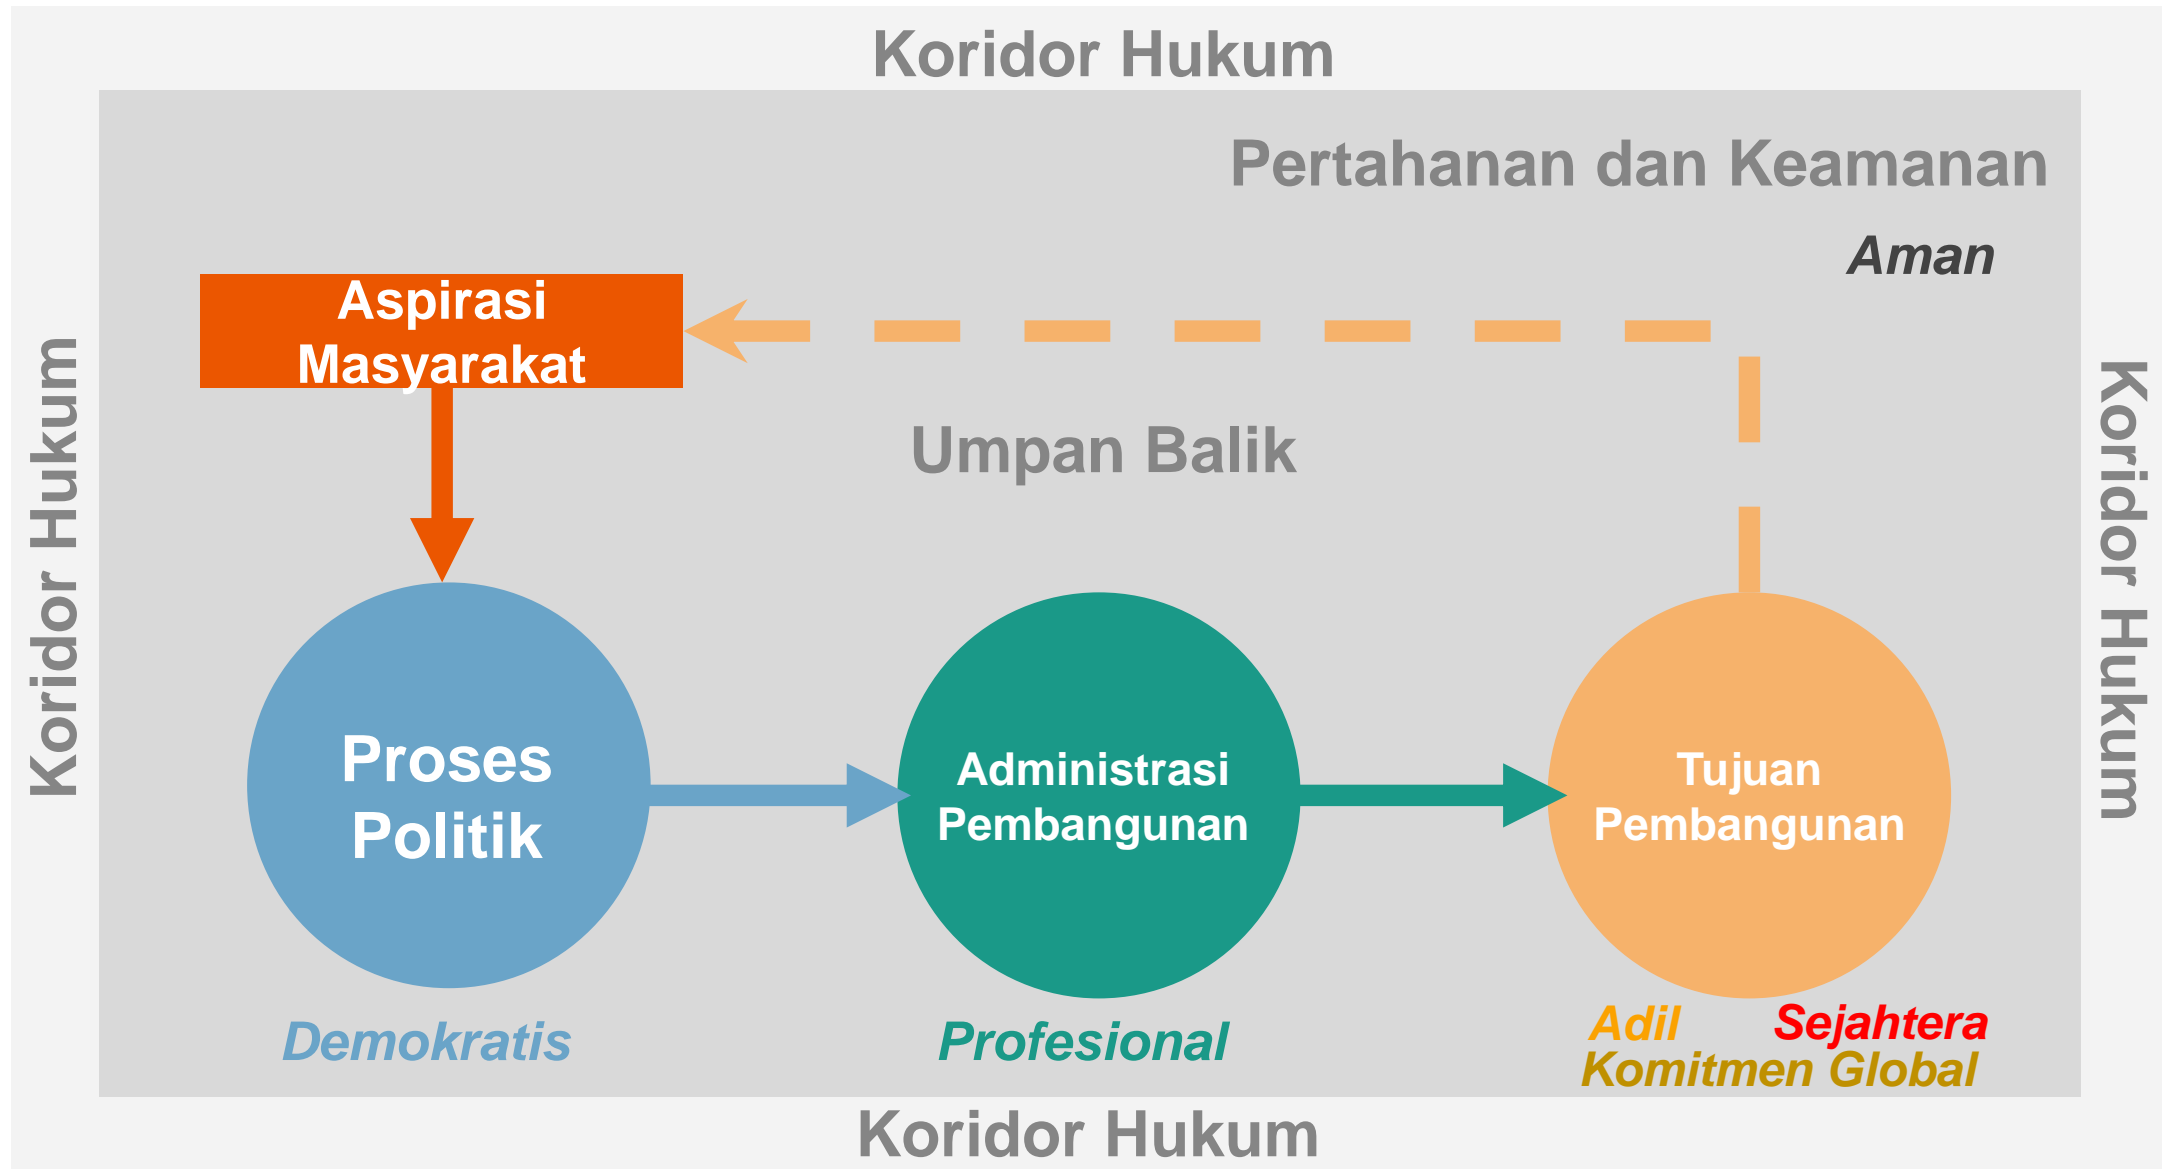 Koridor Hukum
Pertahanan dan Keamanan
Aman
Aspirasi
Masyarakat
Umpan Balik
Koridor Hukum
Koridor Hukum
Proses
Politik
Administrasi
Pembangunan
Tujuan
Pembangunan
Demokratis
Profesional
Adil
Sejahtera
Komitmen Global
Koridor Hukum